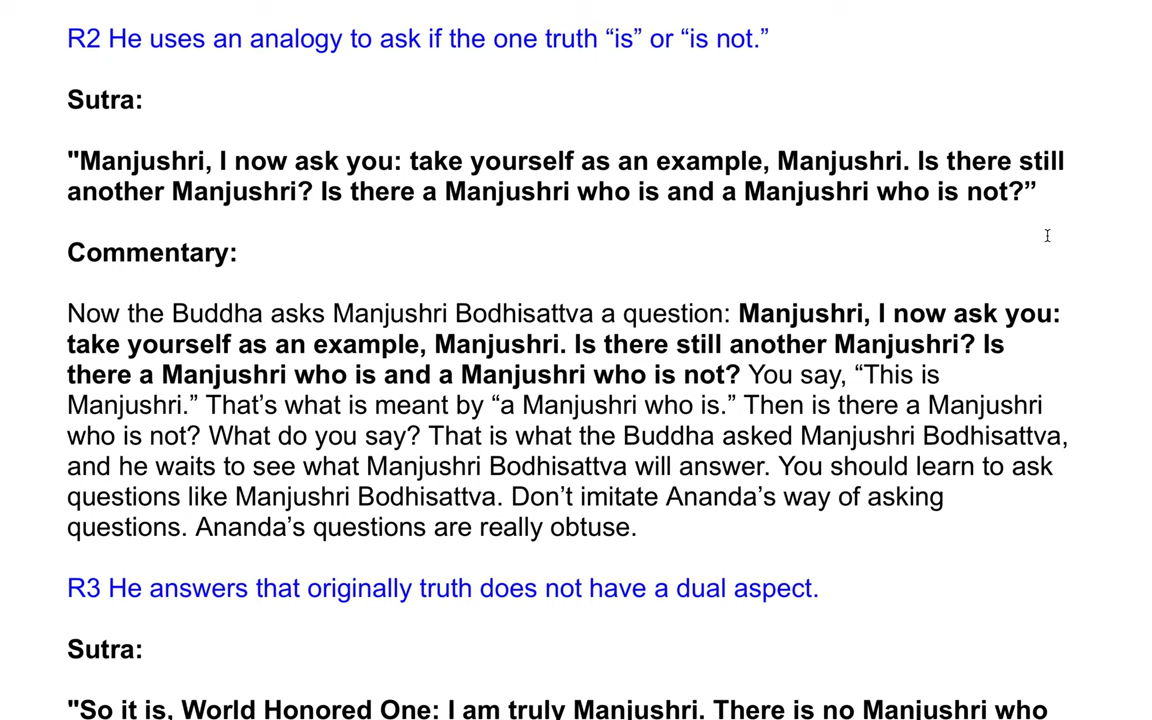 R2 He uses an analogy to ask if the one truth “is” or “is not.”
Sutra:
"Manjushri, I now ask you: take yourself as an example, Manjushri. Is there still
another Manjushri? Is there a Manjushri who is and a Manjushri who is not?”
Commentary:
Now the Buddha asks Manjushri Bodhisattva a question: Manjushri, I now ask you:
take yourself as an example, Manjushri. Is there still another Manjushri? Is
there a Manjushri who is and a Manjushri who is not? You say, “This is
Manjushri.” That’s what is meant by “a Manjushri who is.” Then is there a Manjushri
who is not? What do you say? That is what the Buddha asked Manjushri Bodhisattva,
and he waits to see what Manjushri Bodhisattva will answer. You should learn to ask
questions like Manjushri Bodhisattva. Don’t imitate Ananda’s way of asking
questions. Ananda’s questions are really obtuse.
R3 He answers that originally truth does not have a dual aspect.
Sutra:
"So it is, World Honored One: I am truly Manjushri. There is no Manjushri who